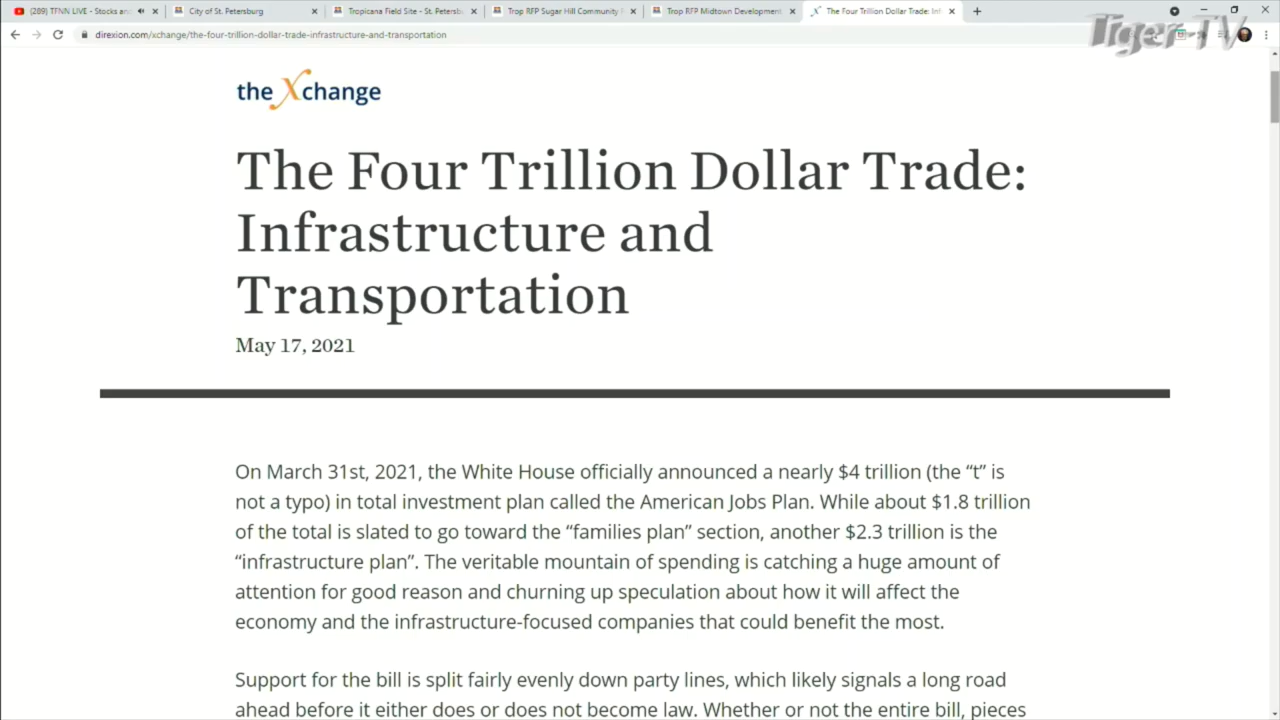 (289) TFNN LIVE - Stocks and
City of St. Petersburg
Tropicana Field Site - St. Petersb
Trop RFP Sugar Hill Community P
Trop RFP Midtown Development
The Four Trillion Dollar Trade: Inf
direxion.com/xchange/the-four-trillion-dollar-trade-infrastructure-and-transportation
Tiger-TV
the Xchange
The Four Trillion Dollar Trade:
Infrastructure and
Transportation
May 17, 2021
On March 31st, 2021, the White House officially announced a nearly $4 trillion (the “t” is
not a typo) in total investment plan called the American Jobs Plan. While about $1.8 trillion
of the total is slated to go toward the “families plan” section, another $2.3 trillion is the
“infrastructure plan”. The veritable mountain of spending is catching a huge amount of
attention for good reason and churning up speculation about how it will affect the
economy and the infrastructure-focused companies that could benefit the most.
Support for the bill is split fairly evenly down party lines, which likely signals a long road
ahead before it either does or does not become law. Whether or not the entire bill, pieces